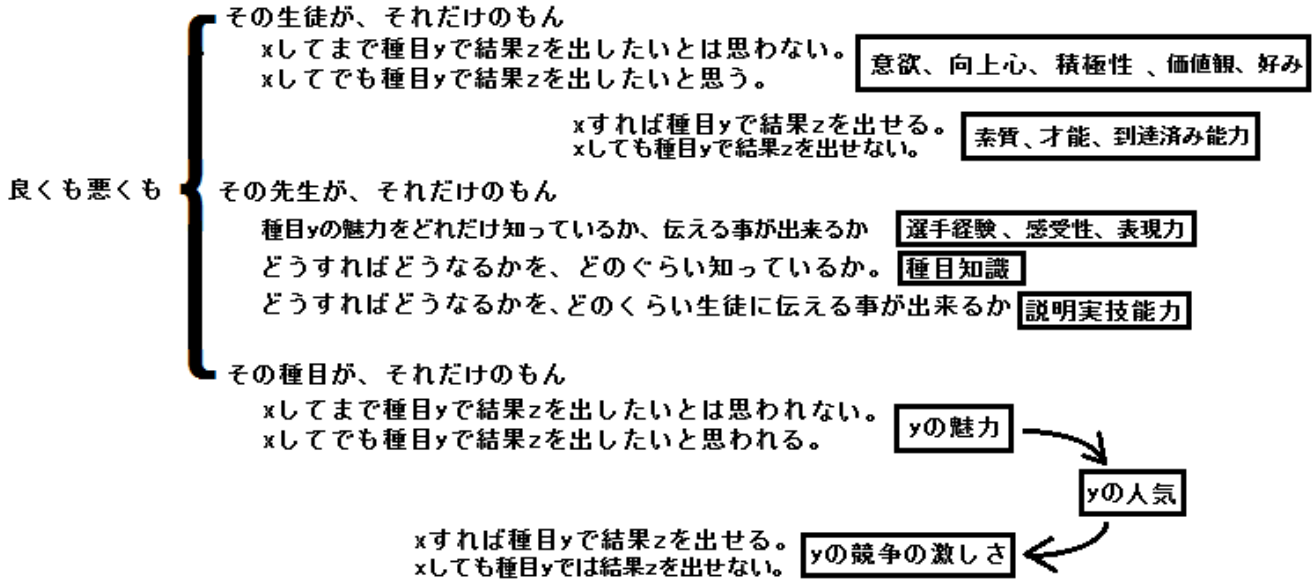 その生徒が、それだけのもん
xしてまで種目yで結果zを出したいとは思わない。
xしてでも種目yで結果zを出したいと思う。
意欲、向上心、積極性 、価値観、好み
xすれば種目yで結果zを出せる。
xしても種目yで結果zを出せない。
素質、才能、到達済み能力
良くも悪くも
その先生が、それだけのもん
種目yの魅力をどれだけ知っているか、伝える事が出来るか
選手経験、感受性、表現力
どうすればどうなるかを、どのぐらい知っているか。
種目知識
どうすればどうなるかを、どのくらい生徒に伝える事が出来るか
説明実技能力
その種目が、それだけのもん
xしてまで種目yで結果zを出したいとは思われない。
xしてでも種目yで結果zを出したいと思われる。
yの魅力
yの人気
xすれば種目yで結果zを出せる。
xしても種目yでは結果zを出せない。
yの競争の激しさ